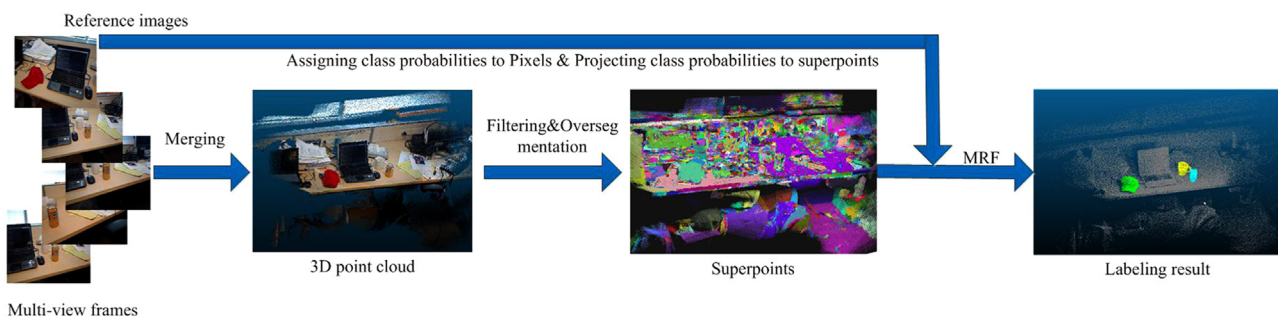 Reference images
Assigning class probabilities to Pixels & Projecting class probabilities to superpoints
Merging
Filtering&Overseg
mentation
MRF
3D point cloud
Superpoints
Labeling result
Multi-view frames